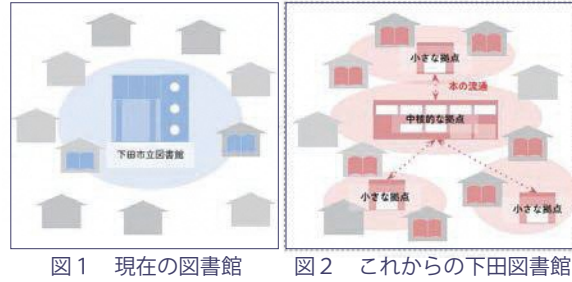 下田市立図書館
小さな拠点
本の流通
中核的な拠点
小さな拠点
小さな拠点
図1 現在の図書館
図2 これからの下田図書館